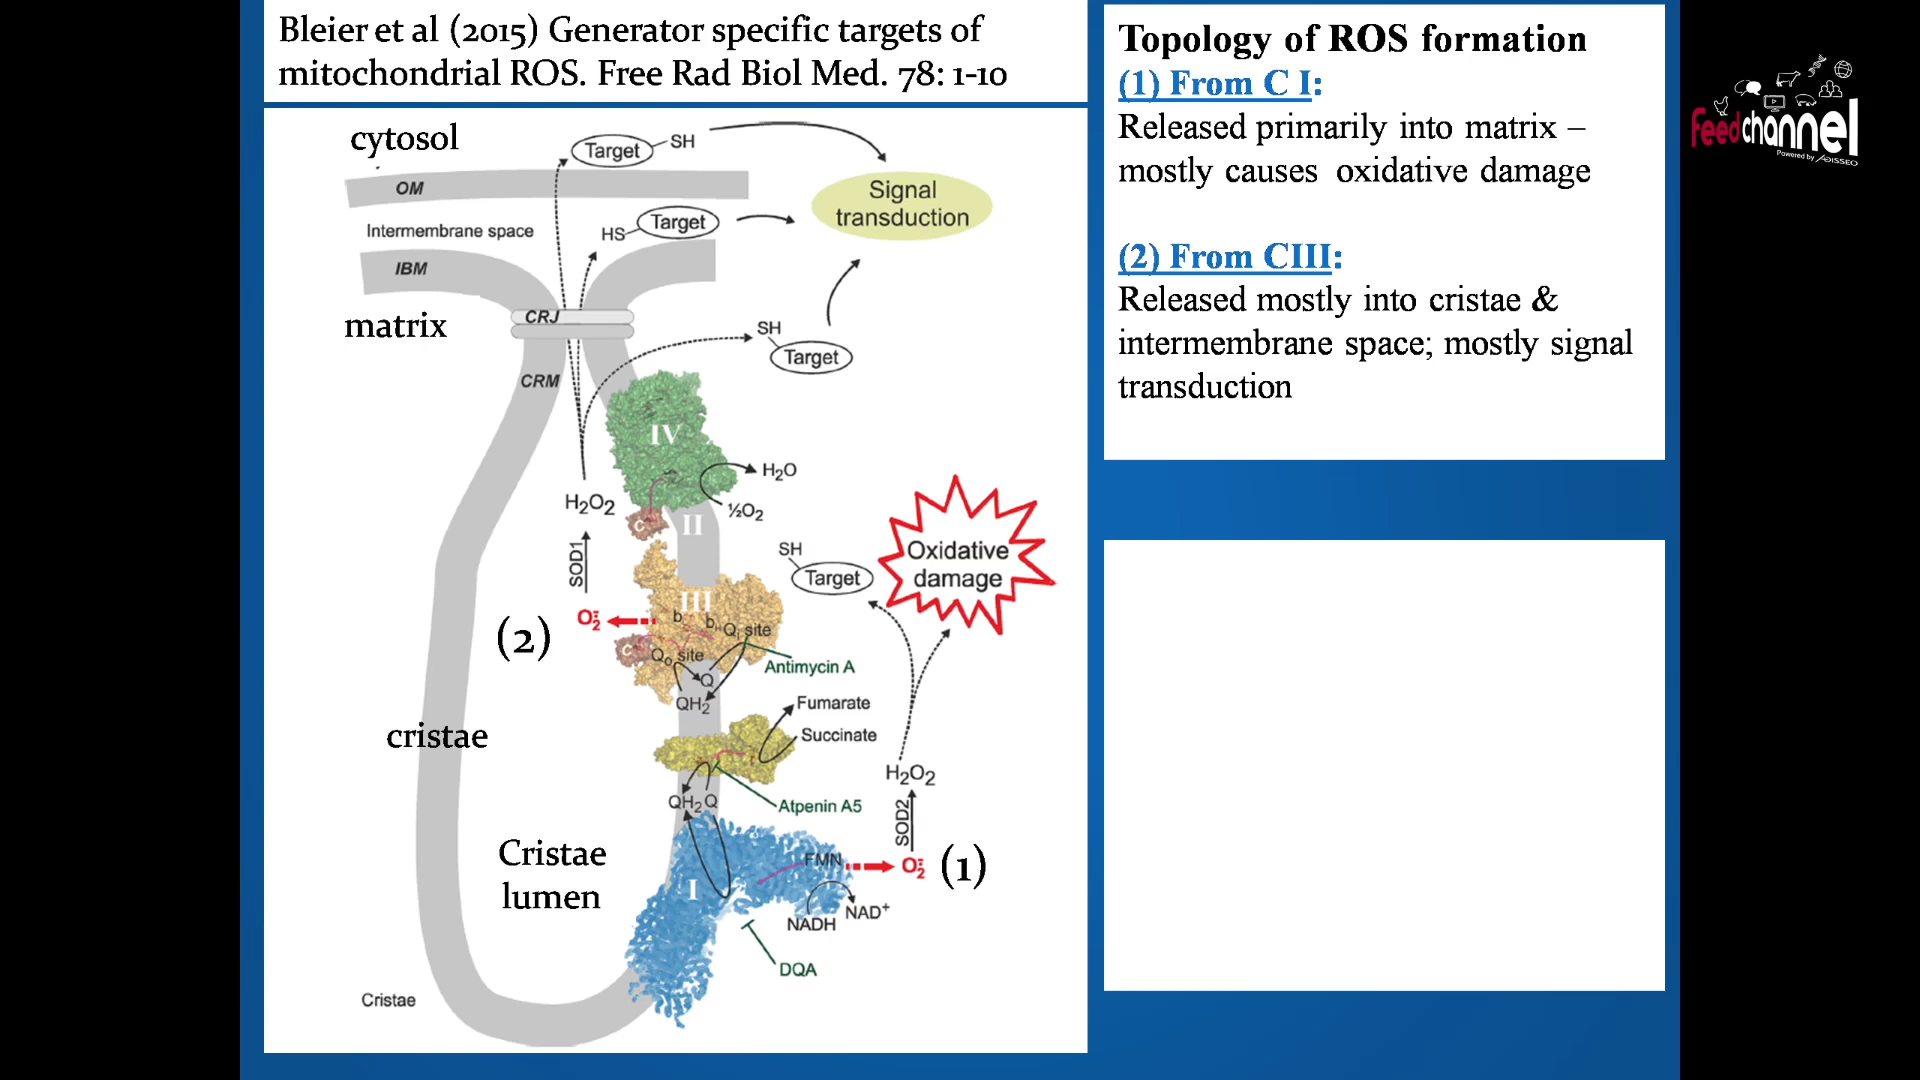 Bleier et al (2015) Generator specific targets of
mitochondrial ROS. Free Rad Biol Med. 78: 1-10
cytosol
Target
SH
OM
Signal
transduction
Intermembrane space
HS
Target
IBM
CRJ
matrix
SH
Target
CRM
IV
H₂O
H₂O₂
½O₂
C
II
SOD1
SH
Target
Oxidative
damage
III
(2)
O₂
Qi site
C
Qo site
Antimycin A
Q
QH₂
Fumarate
Succinate
cristae
H₂O₂
QH₂ Q
Atpenin A5
SOD2
Cristae
lumen
FMN
O₂
(1)
I
NAD⁺
NADH
DQA
Cristae
Topology of ROS formation
(1) From C I:
Released primarily into matrix –
mostly causes oxidative damage
(2) From CIII:
Released mostly into cristae &
intermembrane space; mostly signal
transduction
feedchannel
Powered by ADISSEO